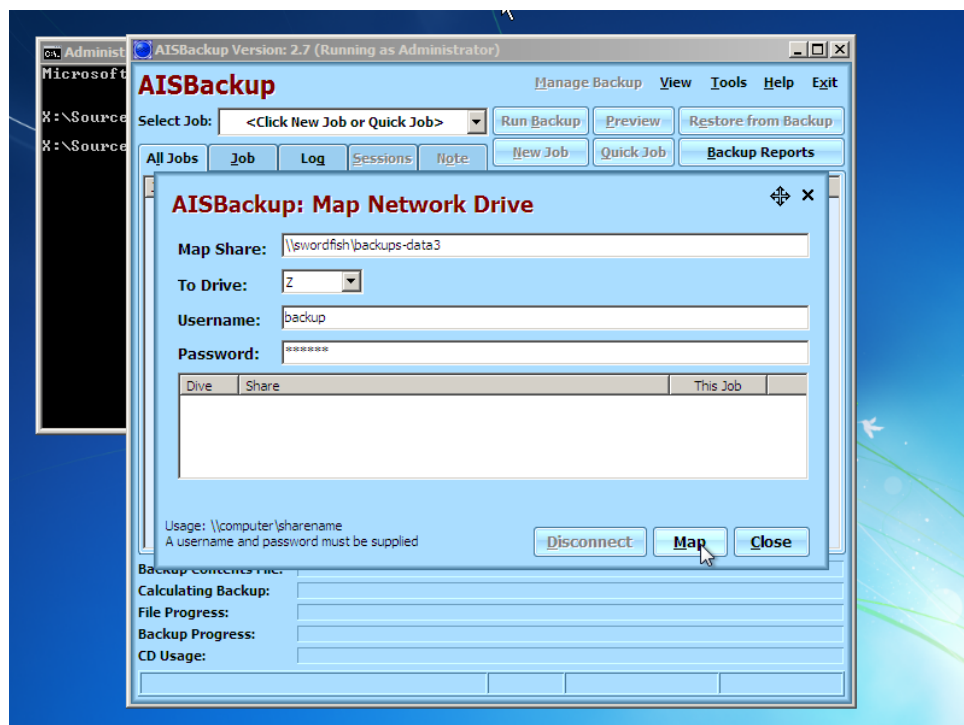 Administ
Microsoft
X:\Source
X:\Source
AISBackup Version: 2.7 (Running as Administrator)
AISBackup
Manage Backup View Tools Help Exit
Select Job: <Click New Job or Quick Job> Run Backup Preview Restore from Backup
All Jobs Job Log Sessions Note New Job Quick Job Backup Reports
AISBackup: Map Network Drive
Map Share: \\swordfish\backups-data3
To Drive: Z
Username: backup
Password: ******
Dive Share This Job
Usage: \\computer\sharename
A username and password must be supplied
Disconnect Map Close
Backup Contents File:
Calculating Backup:
File Progress:
Backup Progress:
CD Usage: